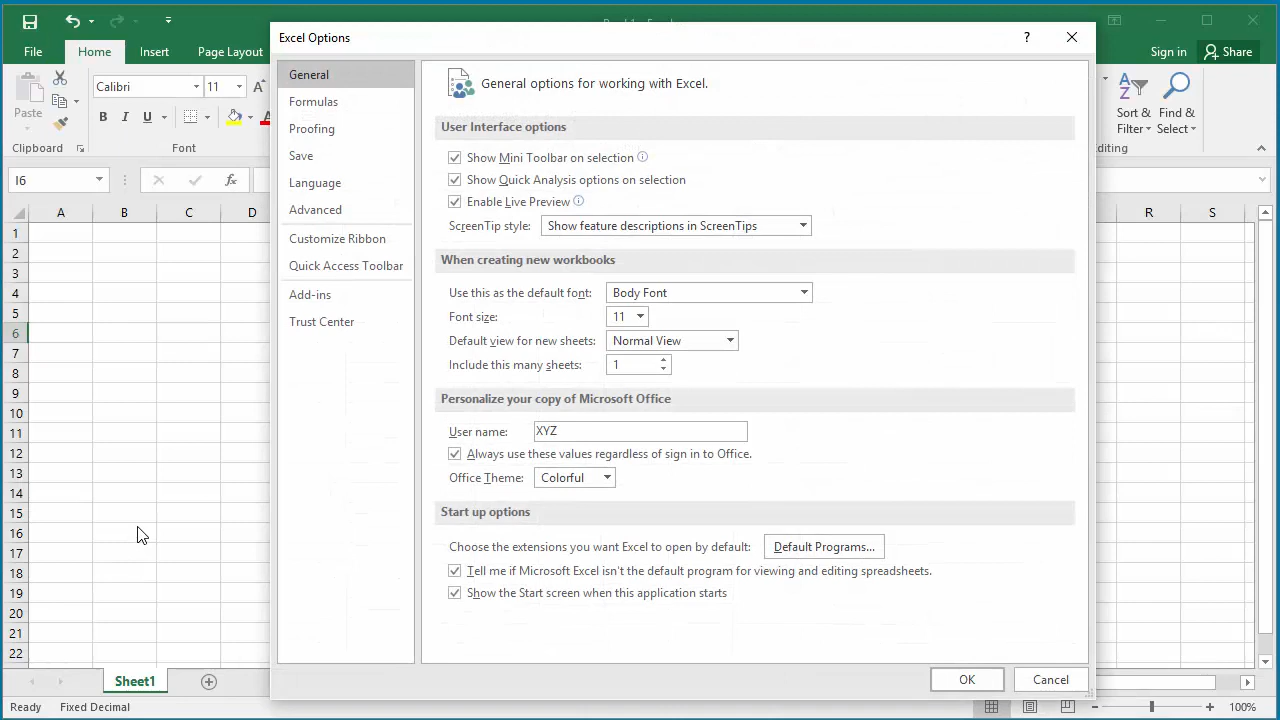 Excel Options
File
Home
Insert
Page Layout
Sign in
Share
Paste
Clipboard
Calibri
11
A
B I U
A
Font
Sort &
Filter
Find &
Select
I6
fx
A B C D
R S
1
2
3
4
5
6
7
8
9
10
11
12
13
14
15
16
17
18
19
20
21
22
General
Formulas
Proofing
Save
Language
Advanced
Customize Ribbon
Quick Access Toolbar
Add-ins
Trust Center
General options for working with Excel.
User Interface options
Show Mini Toolbar on selection
Show Quick Analysis options on selection
Enable Live Preview
ScreenTip style: Show feature descriptions in ScreenTips
When creating new workbooks
Use this as the default font: Body Font
Font size: 11
Default view for new sheets: Normal View
Include this many sheets: 1
Personalize your copy of Microsoft Office
User name: XYZ
Always use these values regardless of sign in to Office.
Office Theme: Colorful
Start up options
Choose the extensions you want Excel to open by default: Default Programs...
Tell me if Microsoft Excel isn't the default program for viewing and editing spreadsheets.
Show the Start screen when this application starts
OK
Cancel
Sheet1
Ready
Fixed Decimal
100%